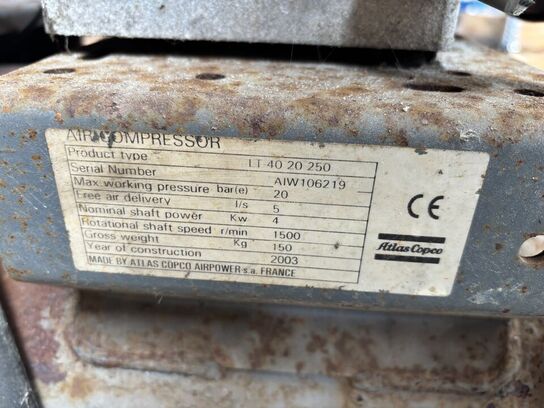 AIR COMPRESSOR
Product type LT 40 20 250
Serial Number AIW106219
Max.working pressure bar(e) 20
Free air delivery l/s 5
Nominal shaft power Kw 4
Rotational shaft speed r/min 1500
Gross weight Kg 150
Year of construction 2003
MADE BY ATLAS COPCO AIRPOWER-s.a. FRANCE
CE
Atlas Copco